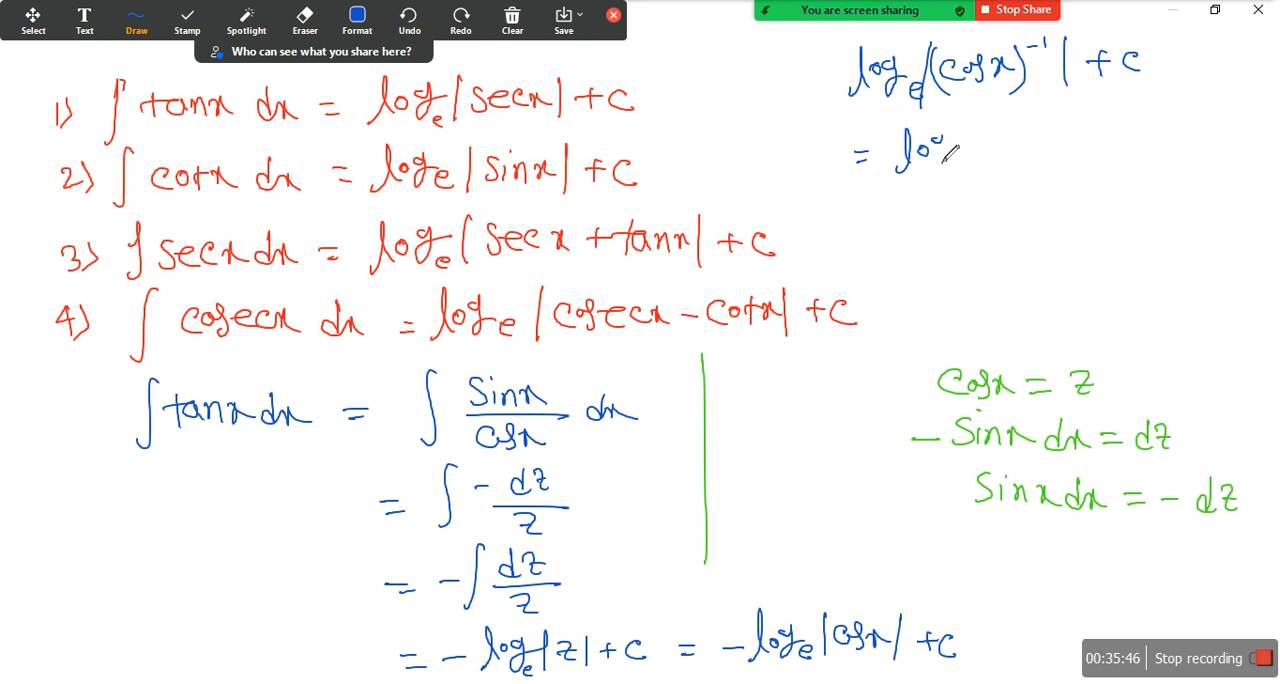 Select Text Draw Stamp Spotlight Eraser Format Undo Redo Clear Save
You are screen sharing Stop Share
Who can see what you share here?
1) ∫ tanx dx = logₑ|secx| + c
2) ∫ cotx dx = logₑ|sinx| + c
3) ∫ secx dx = logₑ|secx + tanx| + c
4) ∫ cosecx dx = logₑ|cosecx - cotx| + c
∫ tanx dx = ∫ sinx/cosx dx
= ∫ - dz/z
= - ∫ dz/z
= - logₑ|z| + c = - logₑ|cosx| + c
cosx = z
- sinx dx = dz
sinx dx = - dz
logₑ|(cosx)⁻¹| + c
= log
00:35:46 Stop recording